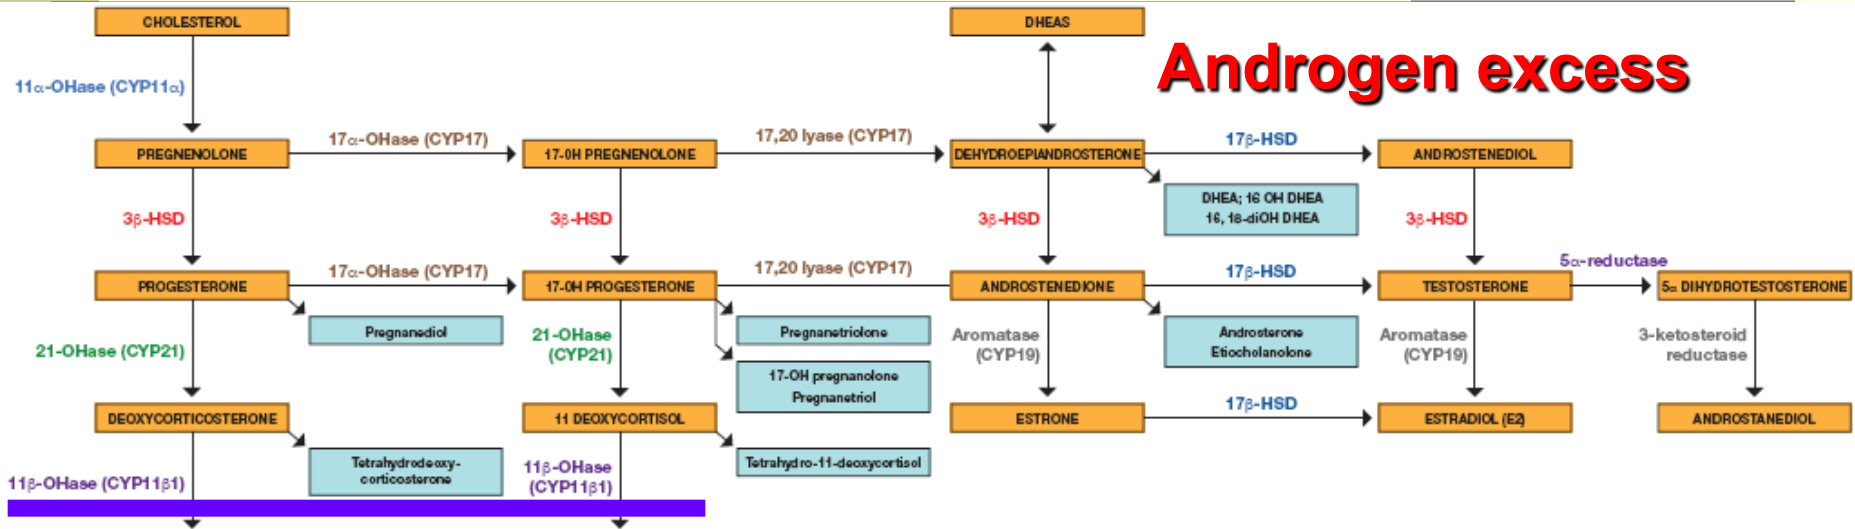 CHOLESTEROL
DHEAS
Androgen excess
11α-OHase (CYP11α)
17α-OHase (CYP17)
17,20 lyase (CYP17)
17β-HSD
PREGNENOLONE
17-0H PREGNENOLONE
DEHYDROEPIANDROSTERONE
ANDROSTENEDIOL
DHEA; 16 OH DHEA
16, 18-diOH DHEA
3β-HSD
3β-HSD
3β-HSD
3β-HSD
17α-OHase (CYP17)
17,20 lyase (CYP17)
17β-HSD
5α-reductase
PROGESTERONE
17-0H PROGESTERONE
ANDROSTENEDIONE
TESTOSTERONE
5α DIHYDROTESTOSTERONE
Pregnanediol
Pregnanetriolone
Androsterone
Etiocholanolone
21-OHase (CYP21)
21-OHase
(CYP21)
Aromatase
(CYP19)
Aromatase
(CYP19)
3-ketosteroid
reductase
17-OH pregnanolone
Pregnanetriol
17β-HSD
DEOXYCORTICOSTERONE
11 DEOXYCORTISOL
ESTRONE
ESTRADIOL (E2)
ANDROSTANEDIOL
Tetrahydrodeoxy-
corticosterone
Tetrahydro-11-deoxycortisol
11β-OHase (CYP11β1)
11β-OHase
(CYP11β1)